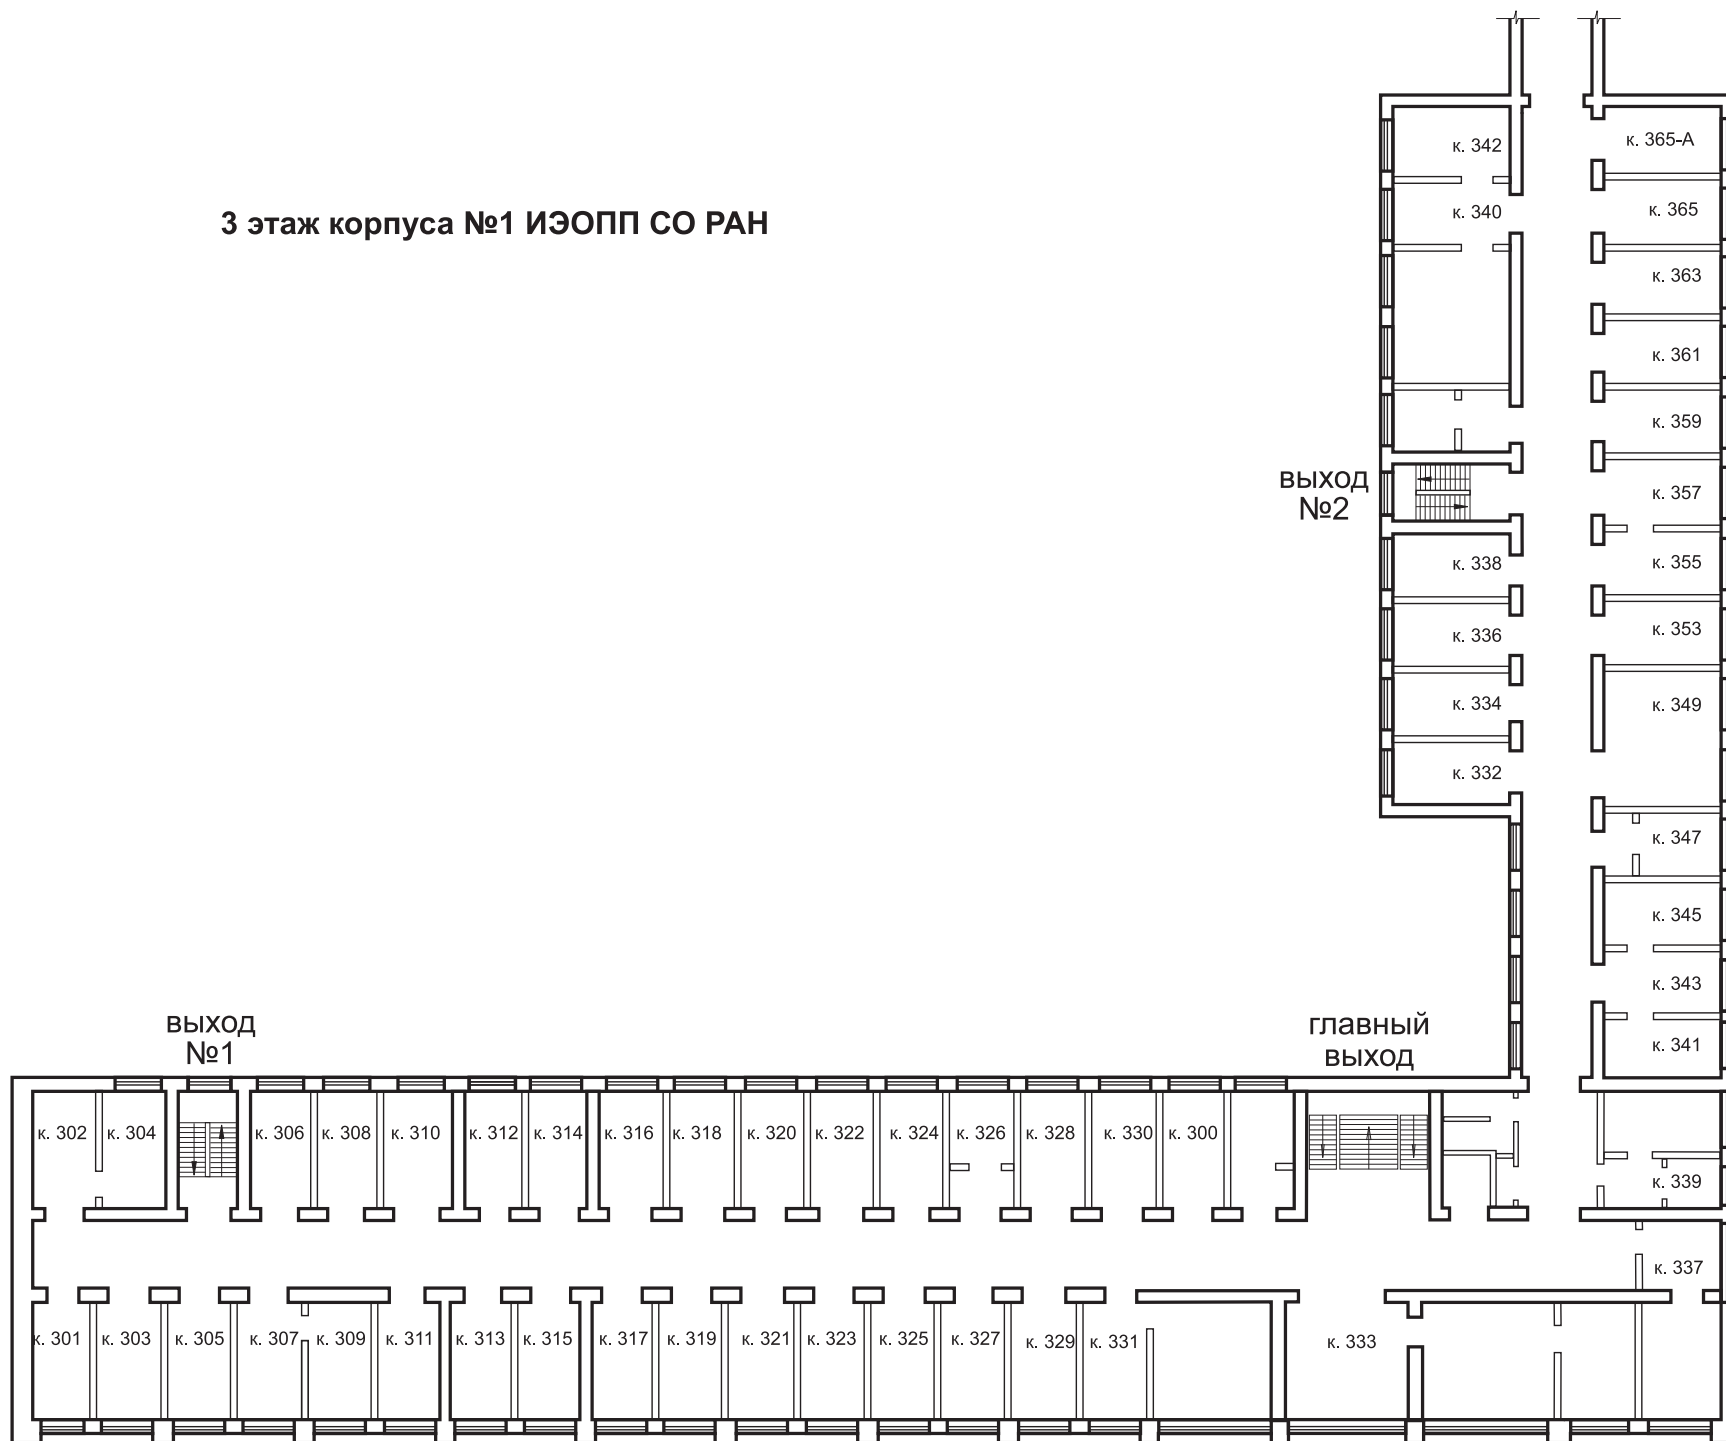 к. 342
к. 365-А
3 этаж корпуса №1 ИЭОПП СО РАН
к. 340
к. 365
к. 363
к. 361
к. 359
выход
№2
к. 357
к. 338
к. 355
к. 336
к. 353
к. 334
к. 349
к. 332
к. 347
к. 345
к. 343
выход
№1
главный
выход
к. 341
к. 302
к. 304
к. 306
к. 308
к. 310
к. 312
к. 314
к. 316
к. 318
к. 320
к. 322
к. 324
к. 326
к. 328
к. 330
к. 300
к. 339
к. 337
к. 301
к. 303
к. 305
к. 307
к. 309
к. 311
к. 313
к. 315
к. 317
к. 319
к. 321
к. 323
к. 325
к. 327
к. 329
к. 331
к. 333